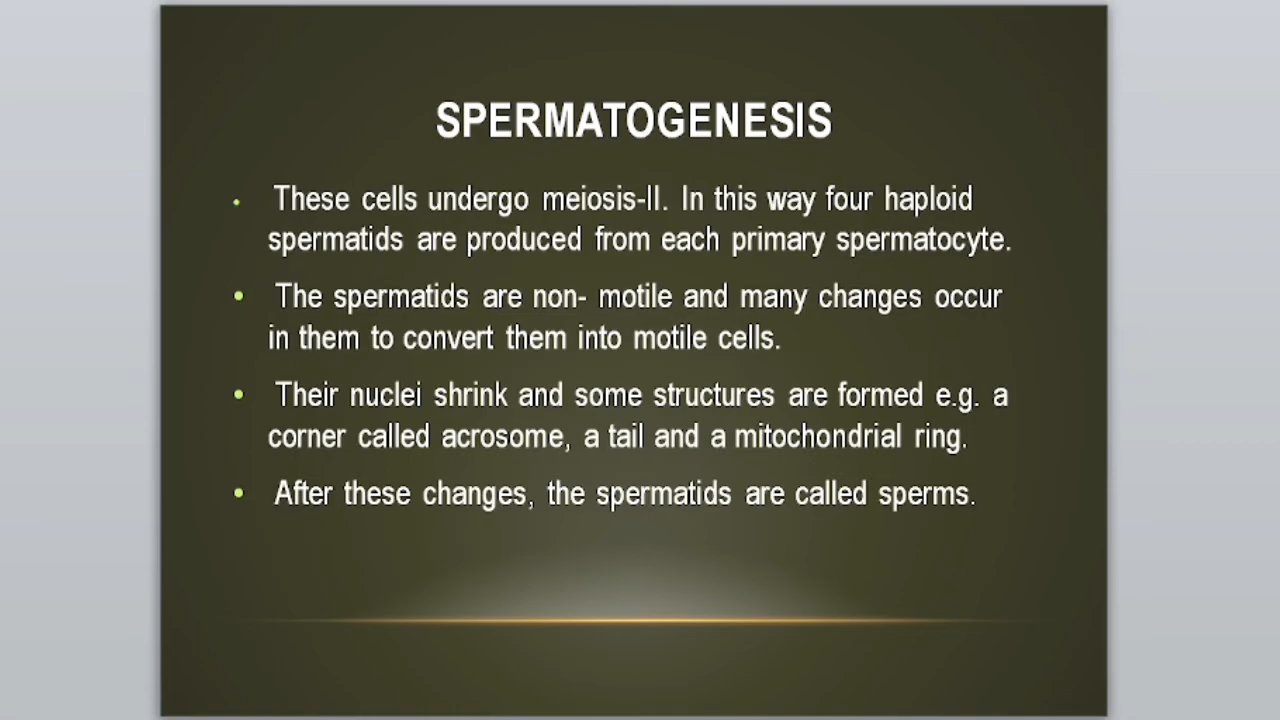 SPERMATOGENESIS
• These cells undergo meiosis-II. In this way four haploid
spermatids are produced from each primary spermatocyte.
• The spermatids are non- motile and many changes occur
in them to convert them into motile cells.
• Their nuclei shrink and some structures are formed e.g. a
corner called acrosome, a tail and a mitochondrial ring.
• After these changes, the spermatids are called sperms.